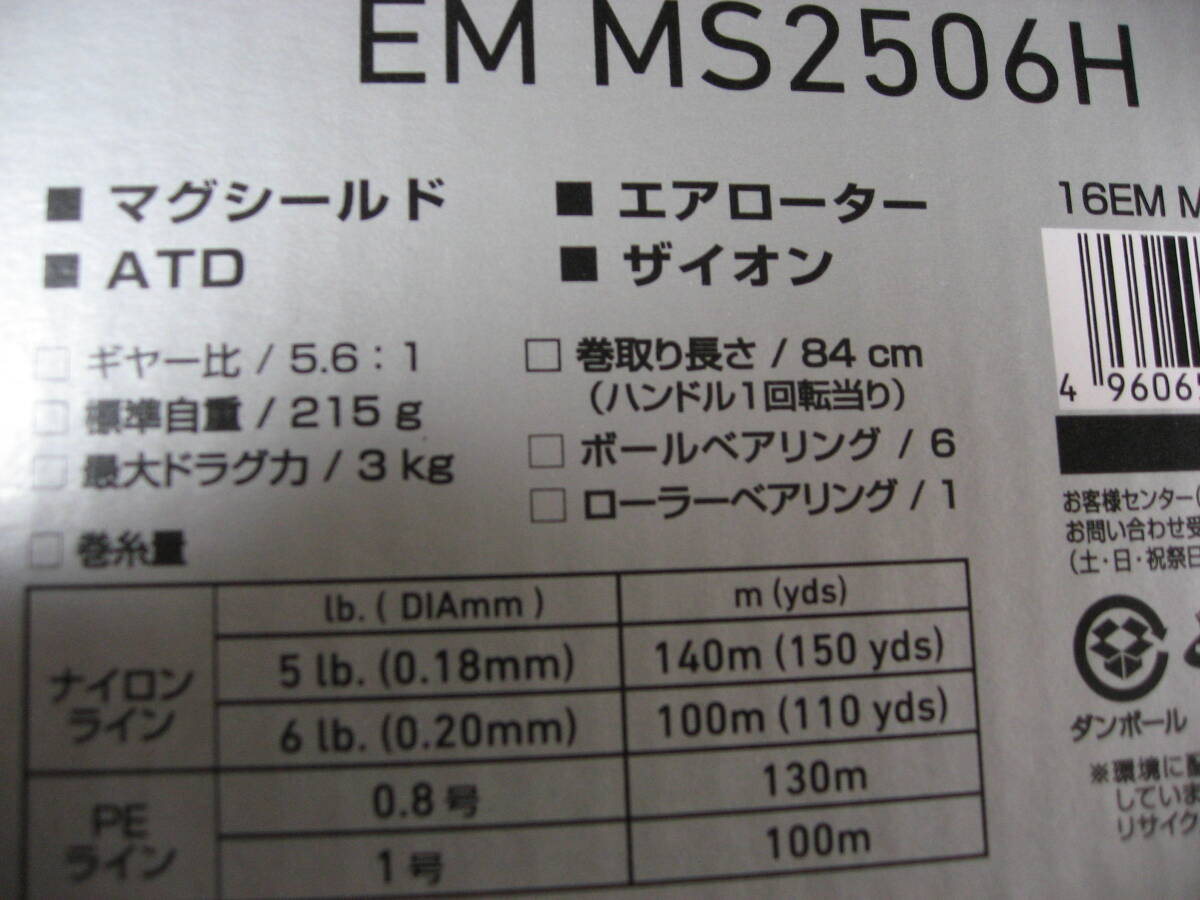 EM MS2506H
■ マグシールド ■ エアローター
■ ATD ■ ザイオン
□ ギヤー比 / 5.6：1
□ 標準自重 / 215 g
□ 最大ドラグ力 / 3 kg
□ 巻取り長さ / 84 cm
（ハンドル1回転当り）
□ ボールベアリング / 6
□ ローラーベアリング / 1
□ 巻糸量
lb. ( DIAmm ) m (yds)
ナイロン
ライン
5 lb. (0.18mm) 140m (150 yds)
6 lb. (0.20mm) 100m (110 yds)
PE
ライン
0.8 号 130m
1 号 100m
16EM M
4 96065
お客様センター(
お問い合わせ受
(土・日・祝祭日
ダンボール
※環境に配
していま
リサイク